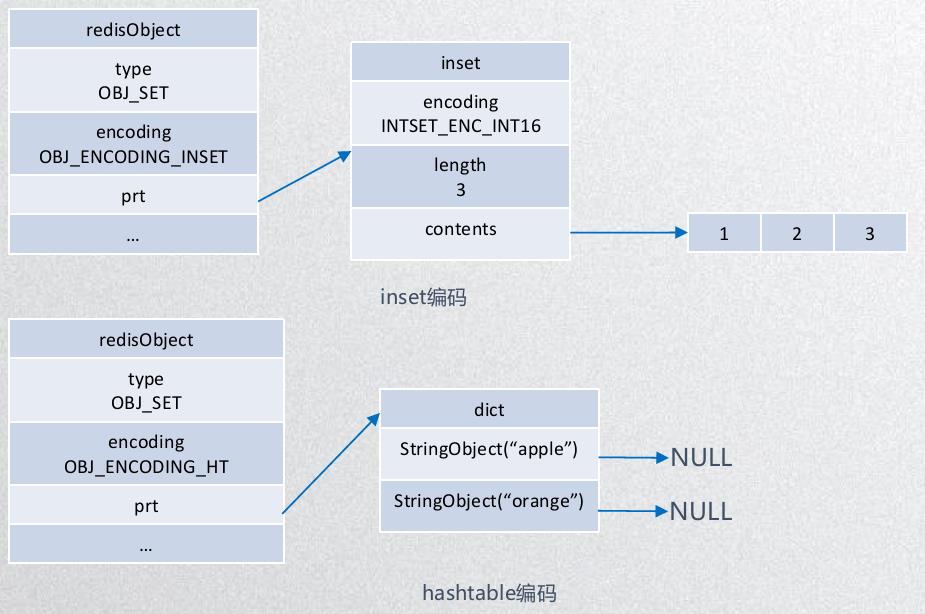 redisObject
type
OBJ_SET
encoding
OBJ_ENCODING_INSET
prt
...
inset
encoding
INTSET_ENC_INT16
length
3
contents
1 2 3
inset编码
redisObject
type
OBJ_SET
encoding
OBJ_ENCODING_HT
prt
...
dict
StringObject(“apple”)
NULL
StringObject(“orange”)
NULL
hashtable编码